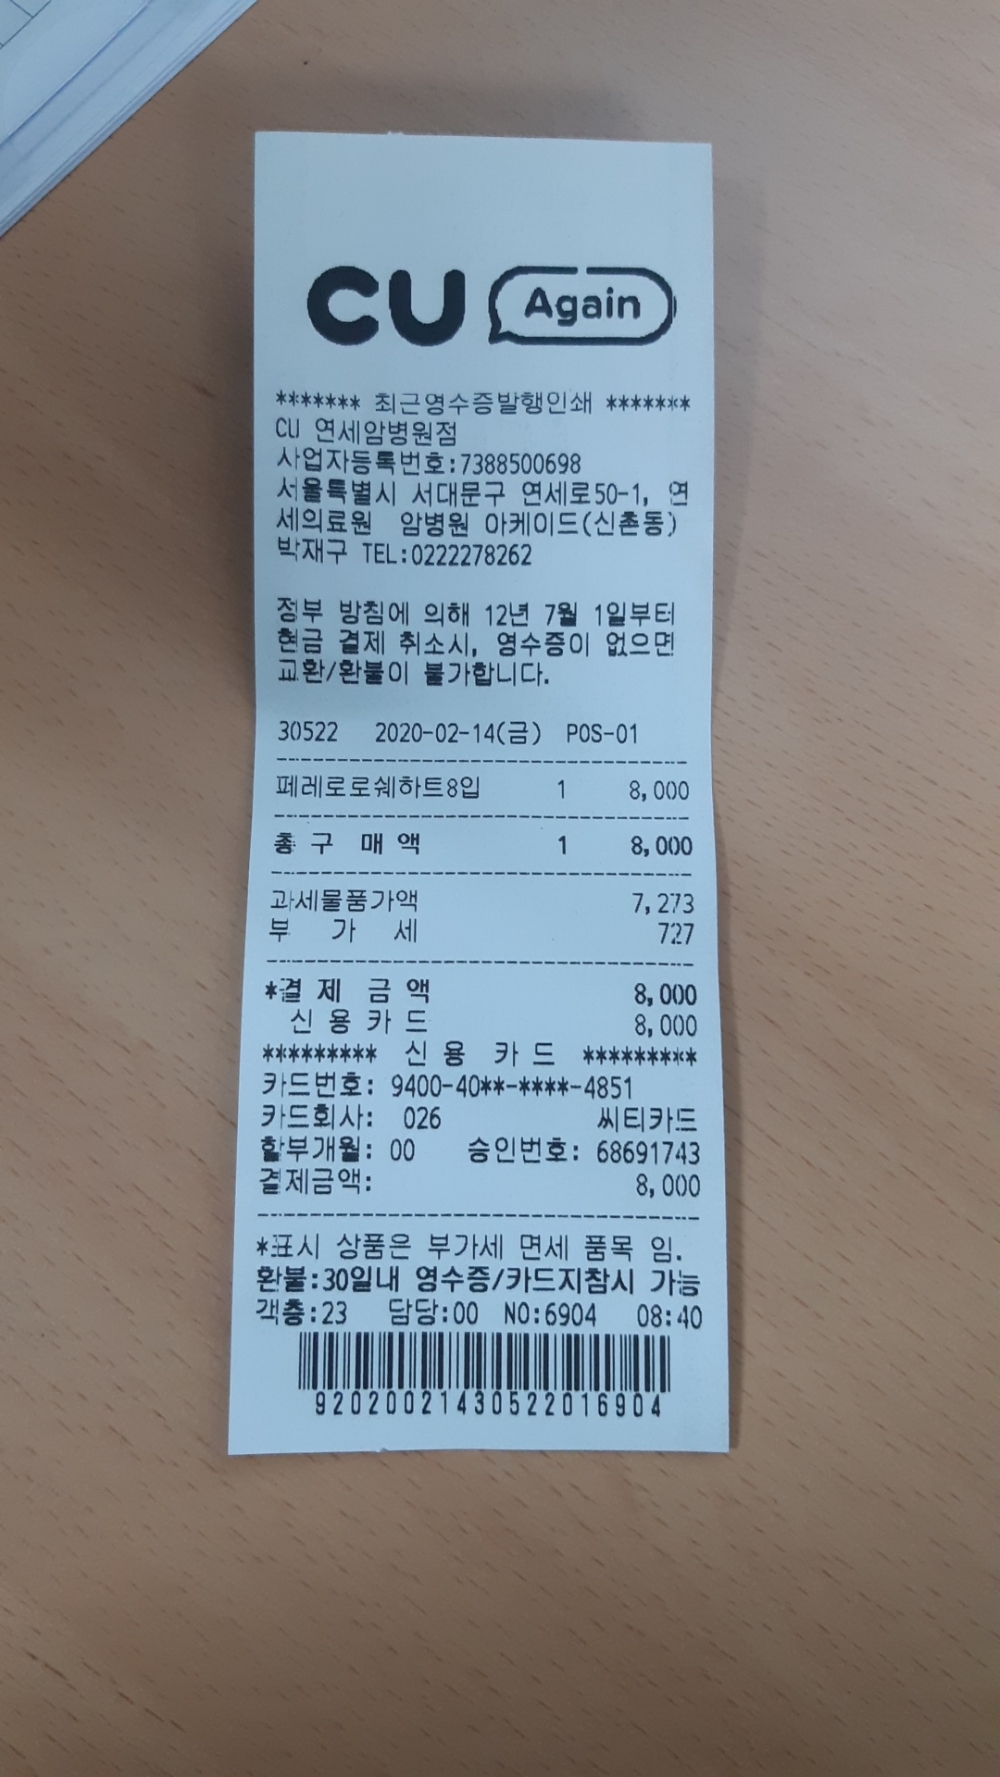 CU Again
******* 최근영수증발행인쇄 *******
CU 연세암병원점
사업자등록번호:7388500698
서울특별시 서대문구 연세로50-1, 연
세의료원 암병원 아케이드(신촌동)
박재구 TEL:0222278262
정부 방침에 의해 12년 7월 1일부터
현금 결제 취소시, 영수증이 없으면
교환/환불이 불가합니다.
30522 2020-02-14(금) POS-01
페레로로쉐하트8입 1 8,000
총 구 매 액 1 8,000
과세물품가액 7,273
부 가 세 727
*결 제 금 액 8,000
신 용 카 드 8,000
********* 신 용 카 드 *********
카드번호: 9400-40**-****-4851
카드회사: 026 씨티카드
할부개월: 00 승인번호: 68691743
결제금액: 8,000
*표시 상품은 부가세 면세 품목 임.
환불:30일내 영수증/카드지참시 가능
객층:23 담당:00 NO:6904 08:40
9202002143052201 6904